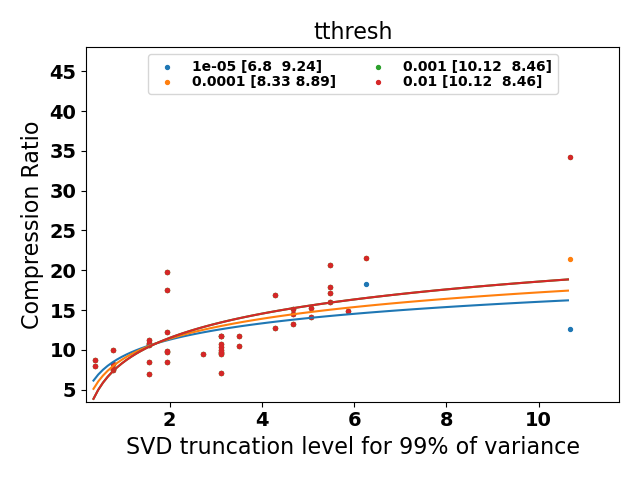 tthresh
1e-05 [6.8  9.24]
0.0001 [8.33 8.89]
0.001 [10.12  8.46]
0.01 [10.12  8.46]
Compression Ratio
45
40
35
30
25
20
15
10
5
2 4 6 8 10
SVD truncation level for 99% of variance